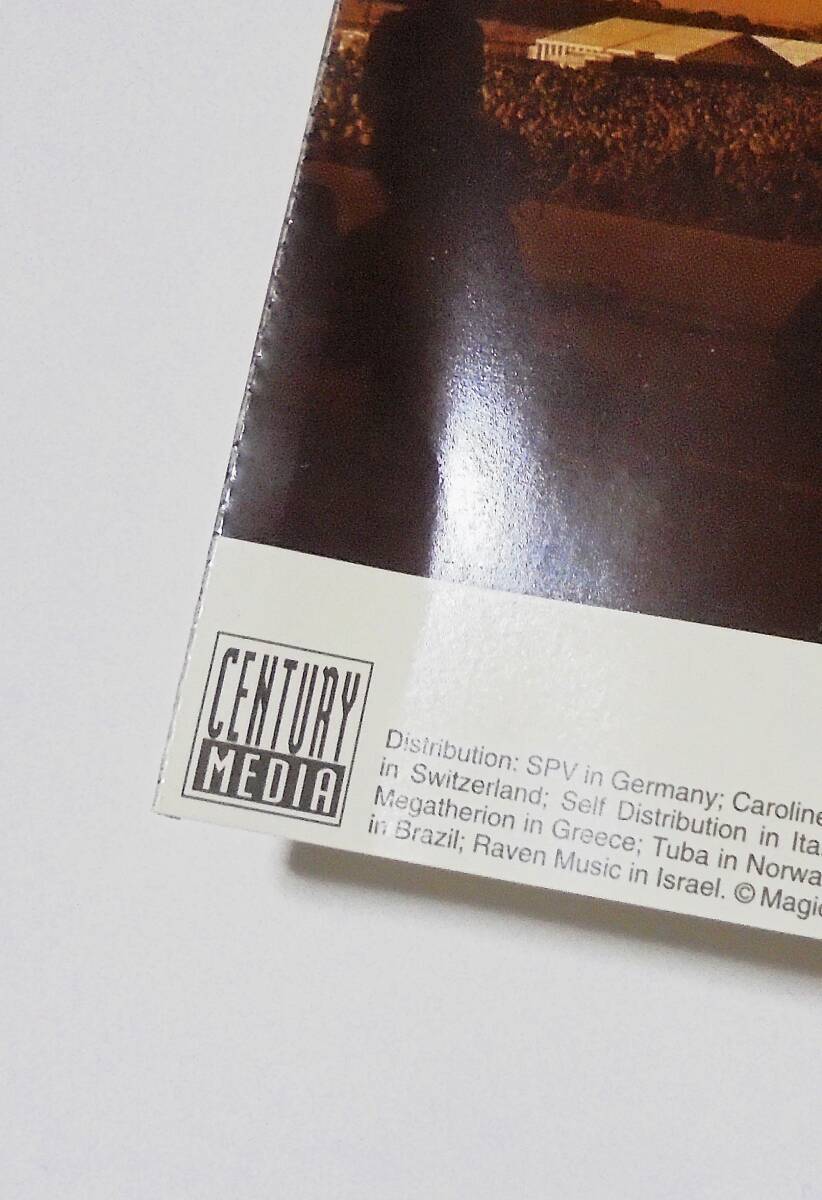 CENTURY
MEDIA
Distribution: SPV in Germany; Caroline
in Switzerland; Self Distribution in Ita
Megatherion in Greece; Tuba in Norwa
in Brazil; Raven Music in Israel. © Magic